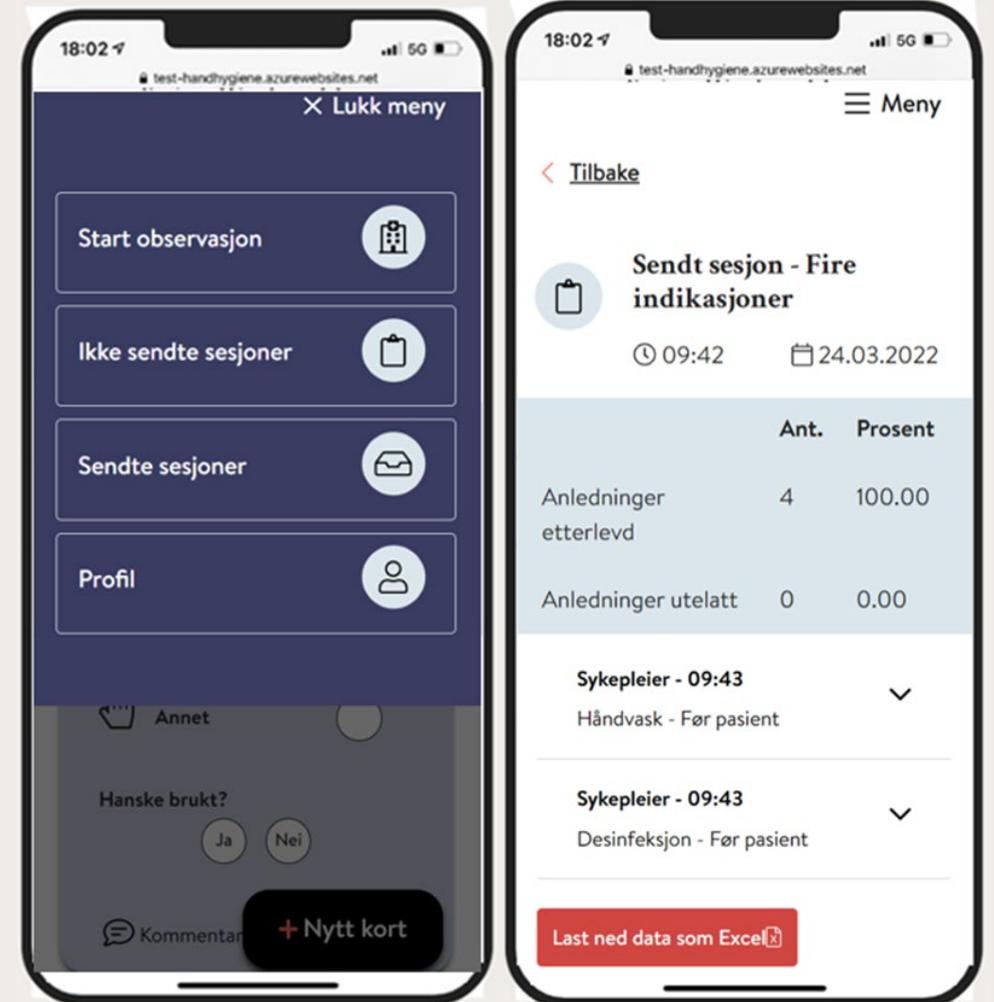 18:02
5G
test-handhygiene.azurewebsites.net
Lukk meny
Start observasjon
Ikke sendte sesjoner
Sendte sesjoner
Profil
Annet
Hanske brukt?
Ja Nei
Kommentar
+ Nytt kort
18:02
5G
test-handhygiene.azurewebsites.net
Meny
Tilbake
Sendt sesjon - Fire
indikasjoner
09:42 24.03.2022
Ant. Prosent
Anledninger 4 100.00
etterlevd
Anledninger utelatt 0 0.00
Sykepleier - 09:43
Håndvask - Før pasient
Sykepleier - 09:43
Desinfeksjon - Før pasient
Last ned data som Excel